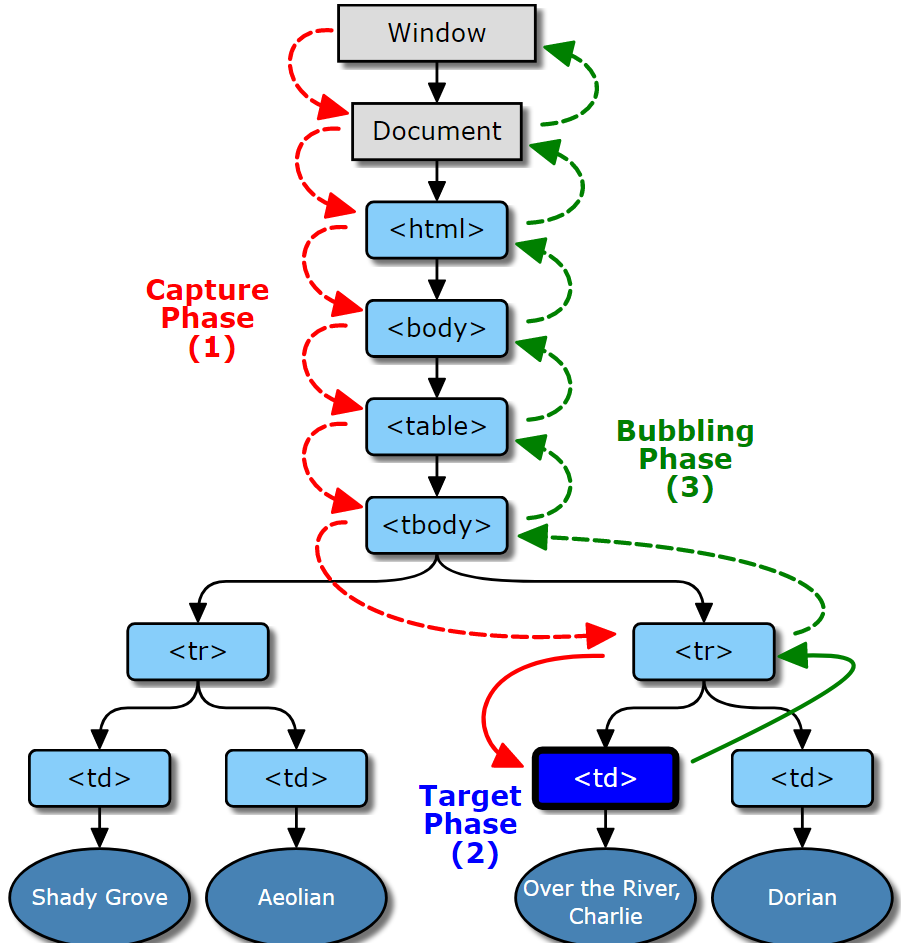 Window
Document
<html>
Capture
Phase
(1)
<body>
<table>
Bubbling
Phase
(3)
<tbody>
<tr>
<tr>
<td>
<td>
<td>
<td>
Target
Phase
(2)
Shady Grove
Aeolian
Over the River,
Charlie
Dorian